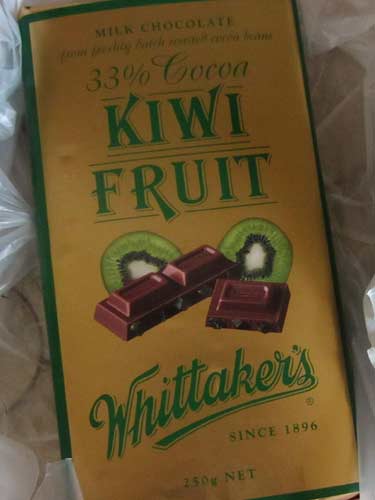 MILK CHOCOLATE
from freshly batch roasted cocoa beans
33% Cocoa
KIWI
FRUIT
Whittaker's
SINCE 1896
250g NET